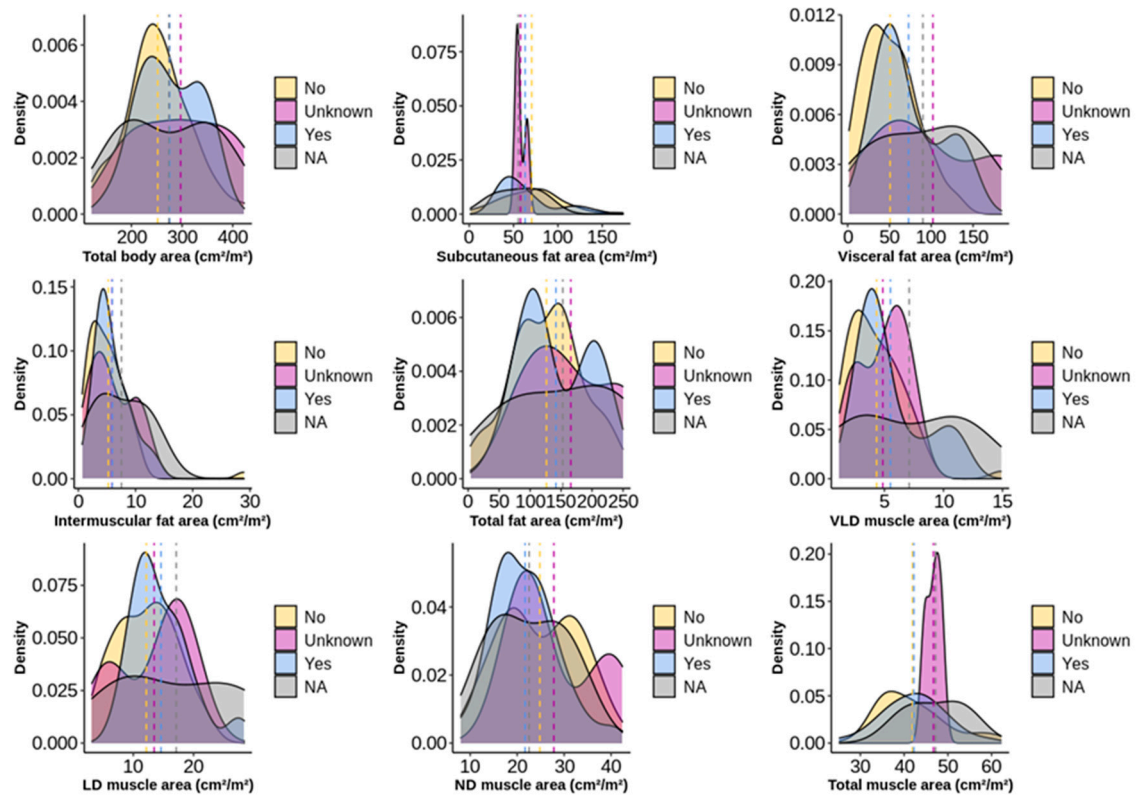 Density
0.006
0.004
0.002
0.000
200 300 400
Total body area (cm²/m²)
No
Unknown
Yes
NA
Density
0.075
0.050
0.025
0.000
0 50 100 150
Subcutaneous fat area (cm²/m²)
No
Unknown
Yes
NA
Density
0.012
0.009
0.006
0.003
0.000
0 50 100 150
Visceral fat area (cm²/m²)
No
Unknown
Yes
NA
Density
0.15
0.10
0.05
0.00
0 10 20 30
Intermuscular fat area (cm²/m²)
No
Unknown
Yes
NA
Density
0.006
0.004
0.002
0.000
0 50 100 150 200 250
Total fat area (cm²/m²)
No
Unknown
Yes
NA
Density
0.20
0.15
0.10
0.05
0.00
5 10 15
VLD muscle area (cm²/m²)
No
Unknown
Yes
NA
Density
0.075
0.050
0.025
0.000
10 20
LD muscle area (cm²/m²)
No
Unknown
Yes
NA
Density
0.04
0.02
0.00
10 20 30 40
ND muscle area (cm²/m²)
No
Unknown
Yes
NA
Density
0.20
0.15
0.10
0.05
0.00
30 40 50 60
Total muscle area (cm²/m²)
No
Unknown
Yes
NA